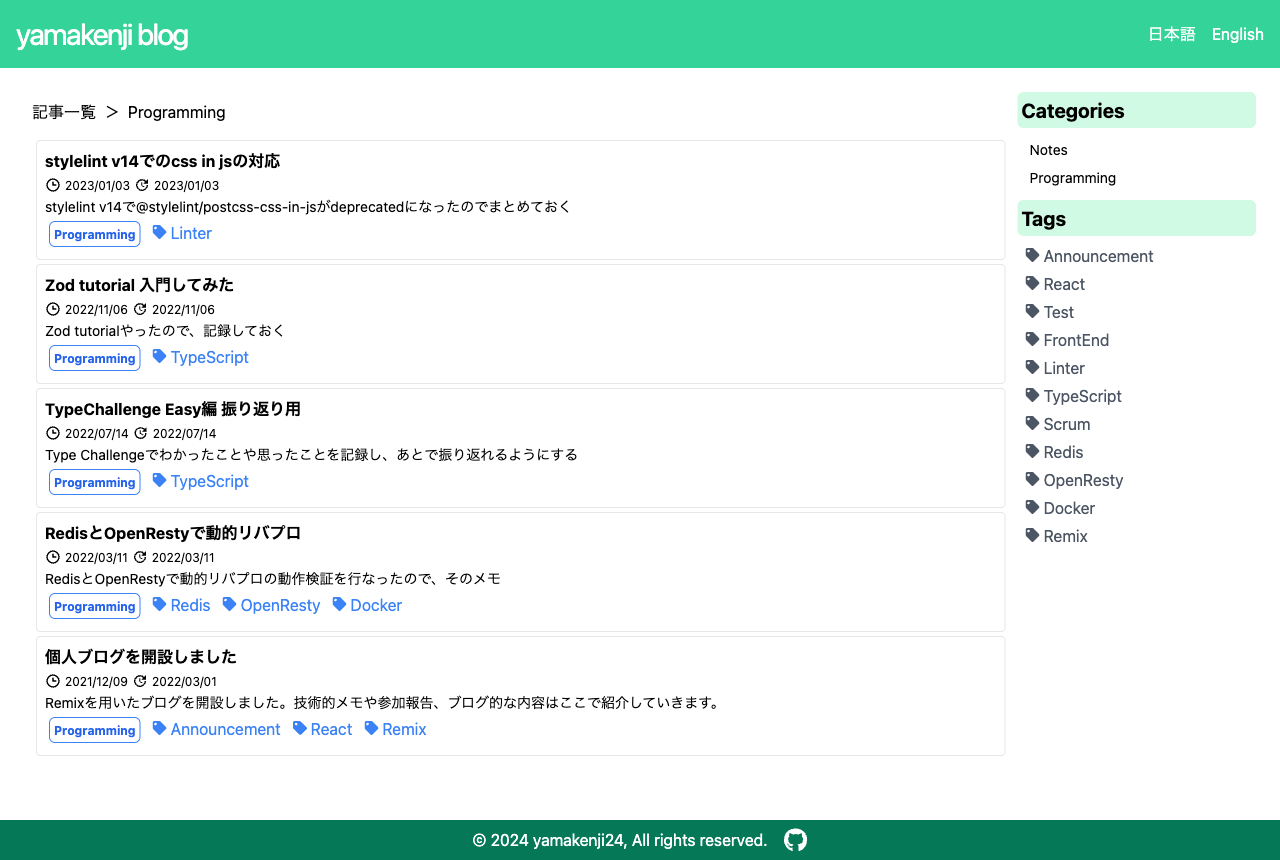 yamakenji blog
日本語 English
記事一覧 > Programming
stylelint v14でのcss in jsの対応
2023/01/03 2023/01/03
stylelint v14で@stylelint/postcss-css-in-jsがdeprecatedになったのでまとめておく
Programming Linter
Zod tutorial 入門してみた
2022/11/06 2022/11/06
Zod tutorialやったので、記録しておく
Programming TypeScript
TypeChallenge Easy編 振り返り用
2022/07/14 2022/07/14
Type Challengeでわかったことや思ったことを記録し、あとで振り返れるようにする
Programming TypeScript
RedisとOpenRestyで動的リバプロ
2022/03/11 2022/03/11
RedisとOpenRestyで動的リバプロの動作検証を行なったので、そのメモ
Programming Redis OpenResty Docker
個人ブログを開設しました
2021/12/09 2022/03/01
Remixを用いたブログを開設しました。技術的メモや参加報告、ブログ的な内容はここで紹介していきます。
Programming Announcement React Remix
Categories
Notes
Programming
Tags
Announcement
React
Test
FrontEnd
Linter
TypeScript
Scrum
Redis
OpenResty
Docker
Remix
© 2024 yamakenji24, All rights reserved.